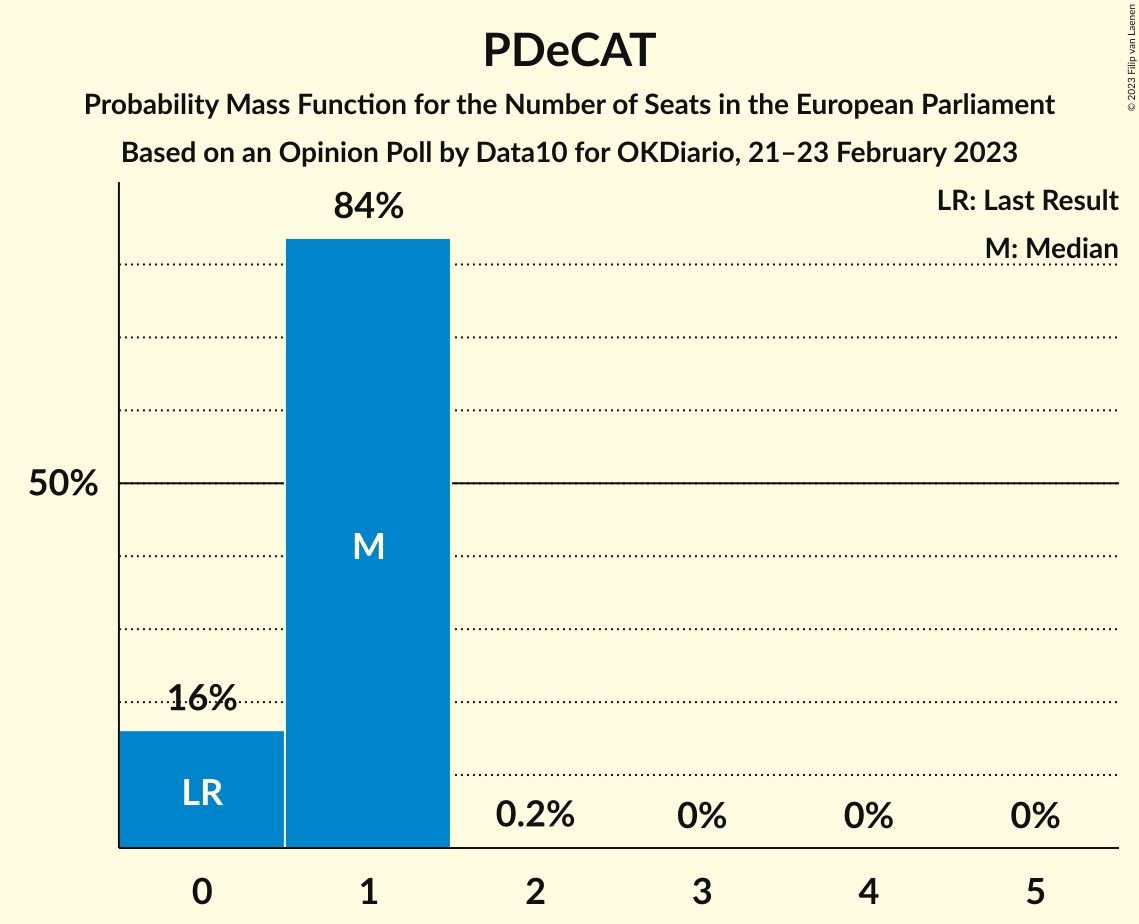 PDeCAT
Probability Mass Function for the Number of Seats in the European Parliament
Based on an Opinion Poll by Data10 for OKDiario, 21–23 February 2023
© 2023 Filip van Laenen
LR: Last Result
M: Median
84%
50%
M
16%
LR
0.2%
0%
0%
0%
0
1
2
3
4
5